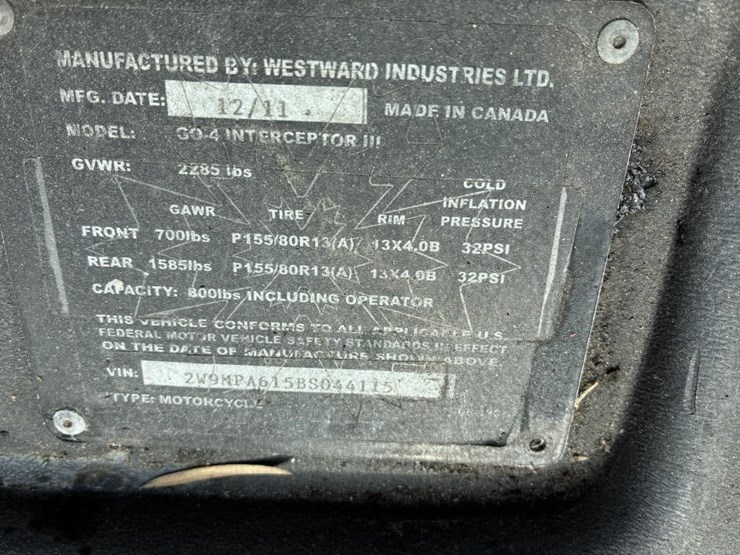 MANUFACTURED BY: WESTWARD INDUSTRIES LTD.
MFG. DATE: 12/11 MADE IN CANADA
MODEL: GO-4 INTERCEPTOR III
GVWR: 2285 lbs
GAWR TIRE RIM COLD INFLATION PRESSURE
FRONT 700lbs P155/80R13(A) 13X4.0B 32PSI
REAR 1585lbs P155/80R13(A) 13X4.0B 32PSI
CAPACITY: 800lbs INCLUDING OPERATOR
THIS VEHICLE CONFORMS TO ALL APPLICABLE U.S.
FEDERAL MOTOR VEHICLE SAFETY STANDARDS IN EFFECT
ON THE DATE OF MANUFACTURE SHOWN ABOVE.
VIN: 2W9MPA615BS044115
TYPE: MOTORCYCLE